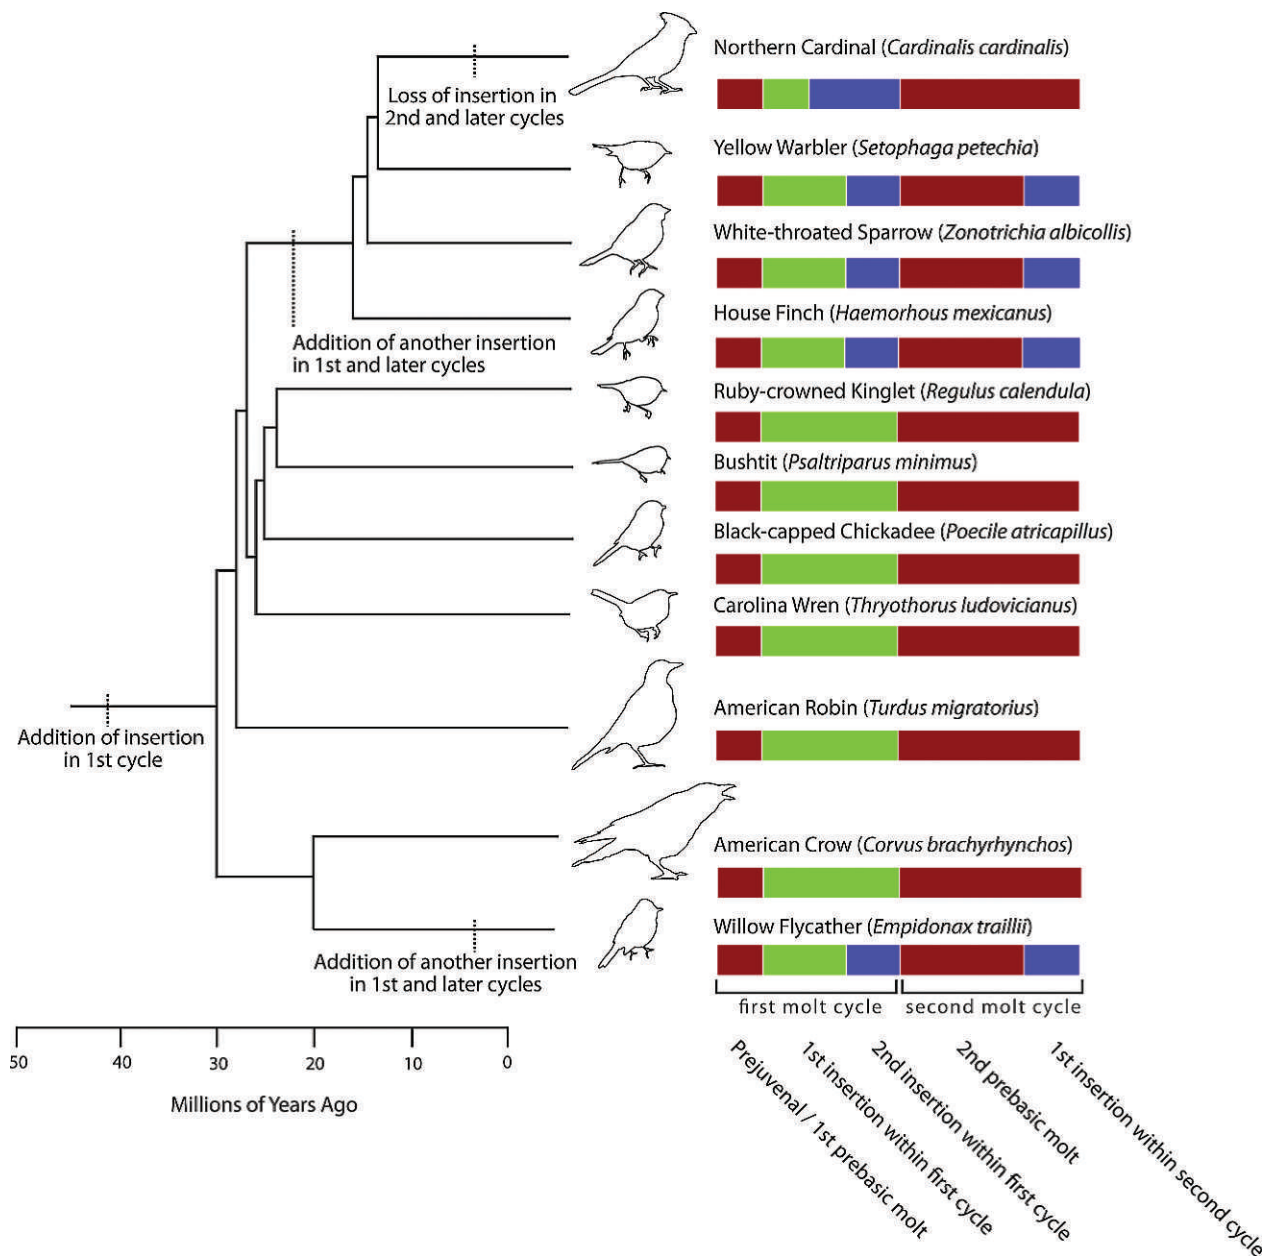 Northern Cardinal (Cardinalis cardinalis)
Loss of insertion in
2nd and later cycles
Yellow Warbler (Setophaga petechia)
White-throated Sparrow (Zonotrichia albicollis)
House Finch (Haemorhous mexicanus)
Addition of another insertion
in 1st and later cycles
Ruby-crowned Kinglet (Regulus calendula)
Bushtit (Psaltriparus minimus)
Black-capped Chickadee (Poecile atricapillus)
Carolina Wren (Thryothorus ludovicianus)
American Robin (Turdus migratorius)
Addition of insertion
in 1st cycle
American Crow (Corvus brachyrhynchos)
Willow Flycather (Empidonax traillii)
Addition of another insertion
in 1st and later cycles
first molt cycle
second molt cycle
50 40 30 20 10 0
Millions of Years Ago
Prejuvenal / 1st prebasic molt
1st insertion within first cycle
2nd insertion within first cycle
2nd prebasic molt
1st insertion within second cycle